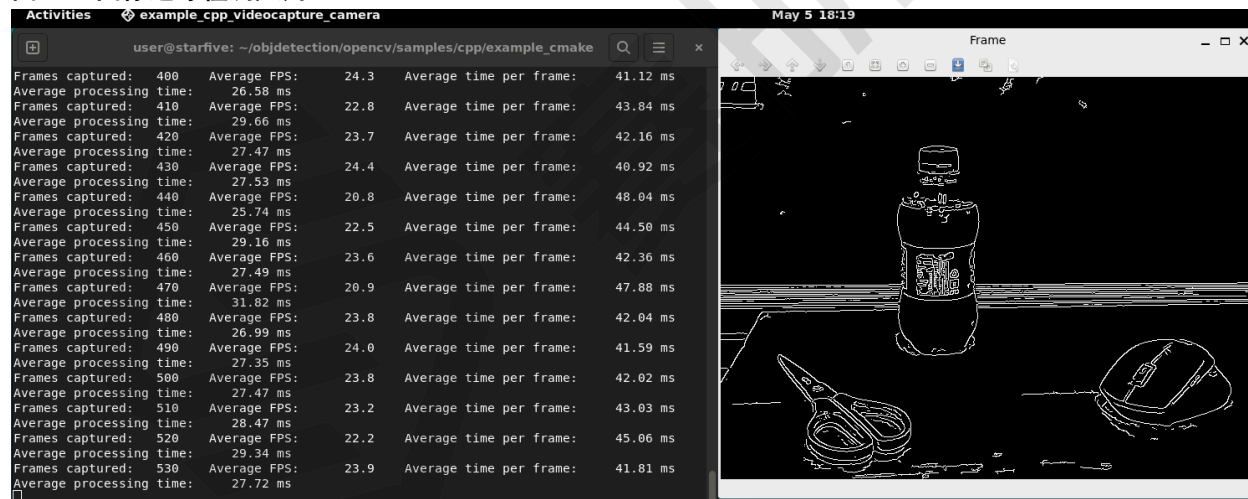 Activities example_cpp_videocapture_camera May 5 18:19
user@starfive: ~/objdetection/opencv/samples/cpp/example_cmake
Frame
Frames captured: 400 Average FPS: 24.3 Average time per frame: 41.12 ms
Average processing time: 26.58 ms
Frames captured: 410 Average FPS: 22.8 Average time per frame: 43.84 ms
Average processing time: 29.66 ms
Frames captured: 420 Average FPS: 23.7 Average time per frame: 42.16 ms
Average processing time: 27.47 ms
Frames captured: 430 Average FPS: 24.4 Average time per frame: 40.92 ms
Average processing time: 27.53 ms
Frames captured: 440 Average FPS: 20.8 Average time per frame: 48.04 ms
Average processing time: 25.74 ms
Frames captured: 450 Average FPS: 22.5 Average time per frame: 44.50 ms
Average processing time: 29.16 ms
Frames captured: 460 Average FPS: 23.6 Average time per frame: 42.36 ms
Average processing time: 27.49 ms
Frames captured: 470 Average FPS: 20.9 Average time per frame: 47.88 ms
Average processing time: 31.82 ms
Frames captured: 480 Average FPS: 23.8 Average time per frame: 42.04 ms
Average processing time: 26.99 ms
Frames captured: 490 Average FPS: 24.0 Average time per frame: 41.59 ms
Average processing time: 27.35 ms
Frames captured: 500 Average FPS: 23.8 Average time per frame: 42.02 ms
Average processing time: 27.47 ms
Frames captured: 510 Average FPS: 23.2 Average time per frame: 43.03 ms
Average processing time: 28.47 ms
Frames captured: 520 Average FPS: 22.2 Average time per frame: 45.06 ms
Average processing time: 29.34 ms
Frames captured: 530 Average FPS: 23.9 Average time per frame: 41.81 ms
Average processing time: 27.72 ms